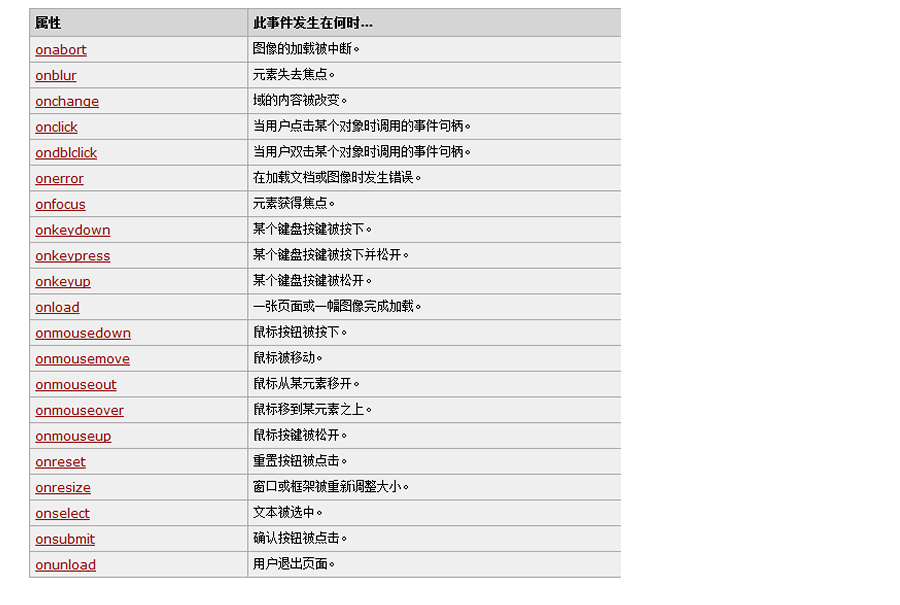 属性 此事件发生在何时...
onabort 图像的加载被中断。
onblur 元素失去焦点。
onchange 域的内容被改变。
onclick 当用户点击某个对象时调用的事件句柄。
ondblclick 当用户双击某个对象时调用的事件句柄。
onerror 在加载文档或图像时发生错误。
onfocus 元素获得焦点。
onkeydown 某个键盘按键被按下。
onkeypress 某个键盘按键被按下并松开。
onkeyup 某个键盘按键被松开。
onload 一张页面或一幅图像完成加载。
onmousedown 鼠标按钮被按下。
onmousemove 鼠标被移动。
onmouseout 鼠标从某元素移开。
onmouseover 鼠标移到某元素之上。
onmouseup 鼠标按键被松开。
onreset 重置按钮被点击。
onresize 窗口或框架被重新调整大小。
onselect 文本被选中。
onsubmit 确认按钮被点击。
onunload 用户退出页面。